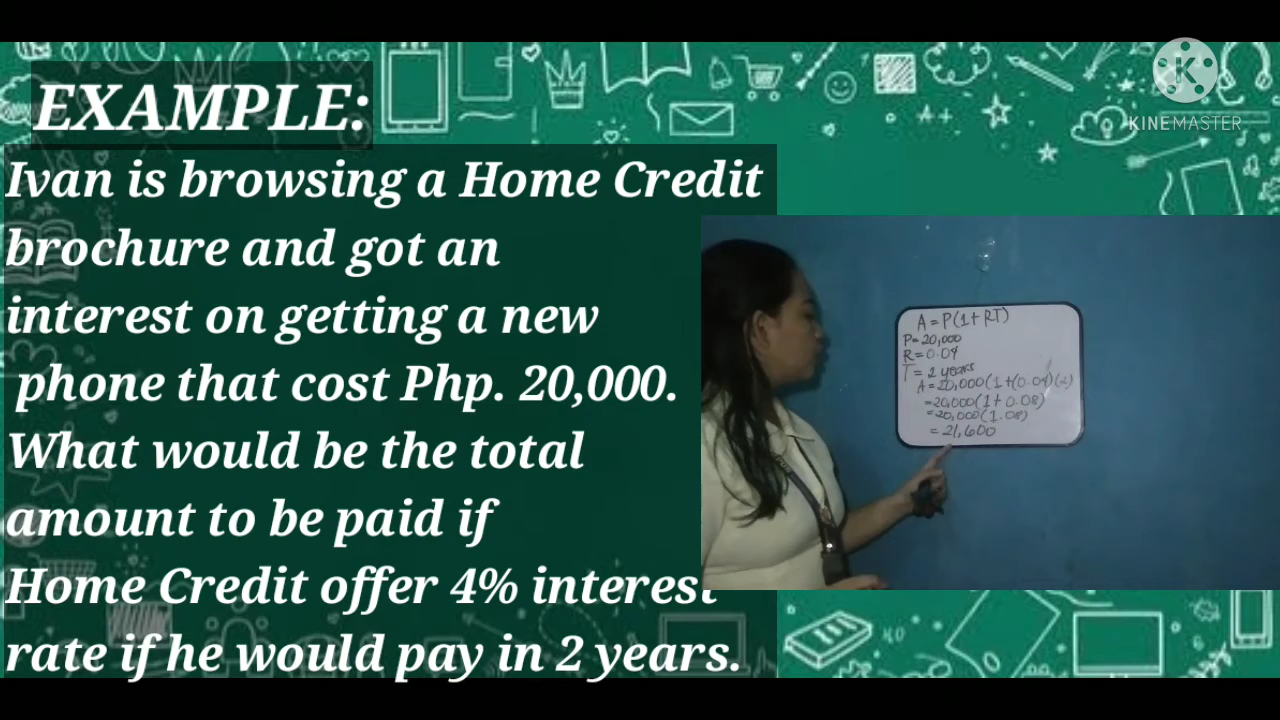 EXAMPLE:
Ivan is browsing a Home Credit
brochure and got an
interest on getting a new
phone that cost Php. 20,000.
What would be the total
amount to be paid if
Home Credit offer 4% interest
rate if he would pay in 2 years.
KINEMASTER
A = P(1 + RT)
P = 20,000
R = 0.04
T = 2 years
A = 20,000(1 + (0.04)(2)
= 20,000(1 + 0.08)
= 20,000(1.08)
= 21,600